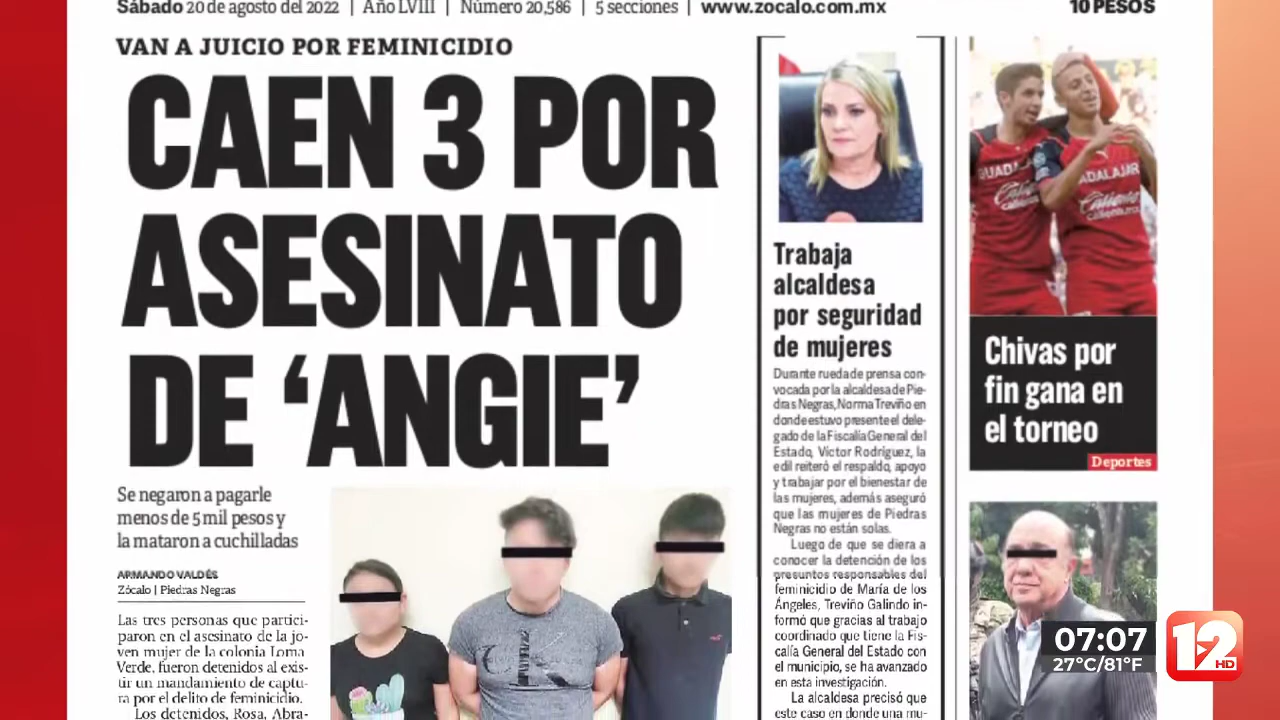 Sábado 20 de agosto del 2022 | Año LVIII | Número 20,586 | 5 secciones | www.zocalo.com.mx
10 PESOS
VAN A JUICIO POR FEMINICIDIO
CAEN 3 POR
ASESINATO
DE ‘ANGIE’
Se negaron a pagarle
menos de 5 mil pesos y
la mataron a cuchilladas
ARMANDO VALDÉS
Zócalo | Piedras Negras
Las tres personas que partici-
paron en el asesinato de la jo-
ven mujer de la colonia Loma
Verde, fueron detenidos al exis-
tir un mandamiento de captu-
ra por el delito de feminicidio.
Los detenidos, Rosa, Abra-
Trabaja
alcaldesa
por seguridad
de mujeres
Durante rueda de prensa con-
vocada por la alcaldesa de Pie-
dras Negras, Norma Treviño en
donde estuvo presente el dele-
gado de la Fiscalía General del
Estado, Víctor Rodríguez, la
edil reiteró el respaldo, apoyo
y trabajar por el bienestar de
las mujeres, además aseguró
que las mujeres de Piedras
Negras no están solas.
Luego de que se diera a
conocer la detención de los
presuntos responsables del
feminicidio de María de los
Ángeles, Treviño Galindo in-
formó que gracias al trabajo
coordinado que tiene la Fis-
calía General del Estado con
el municipio, se ha avanzado
en esta investigación.
La alcaldesa precisó que
este caso en donde una mu-
GUADA
Caliente
caliente.mx
ADALAJAR
Caliente
caliente.mx
Chivas por
fin gana en
el torneo
Deportes
07:07
27°C/81°F
12
HD